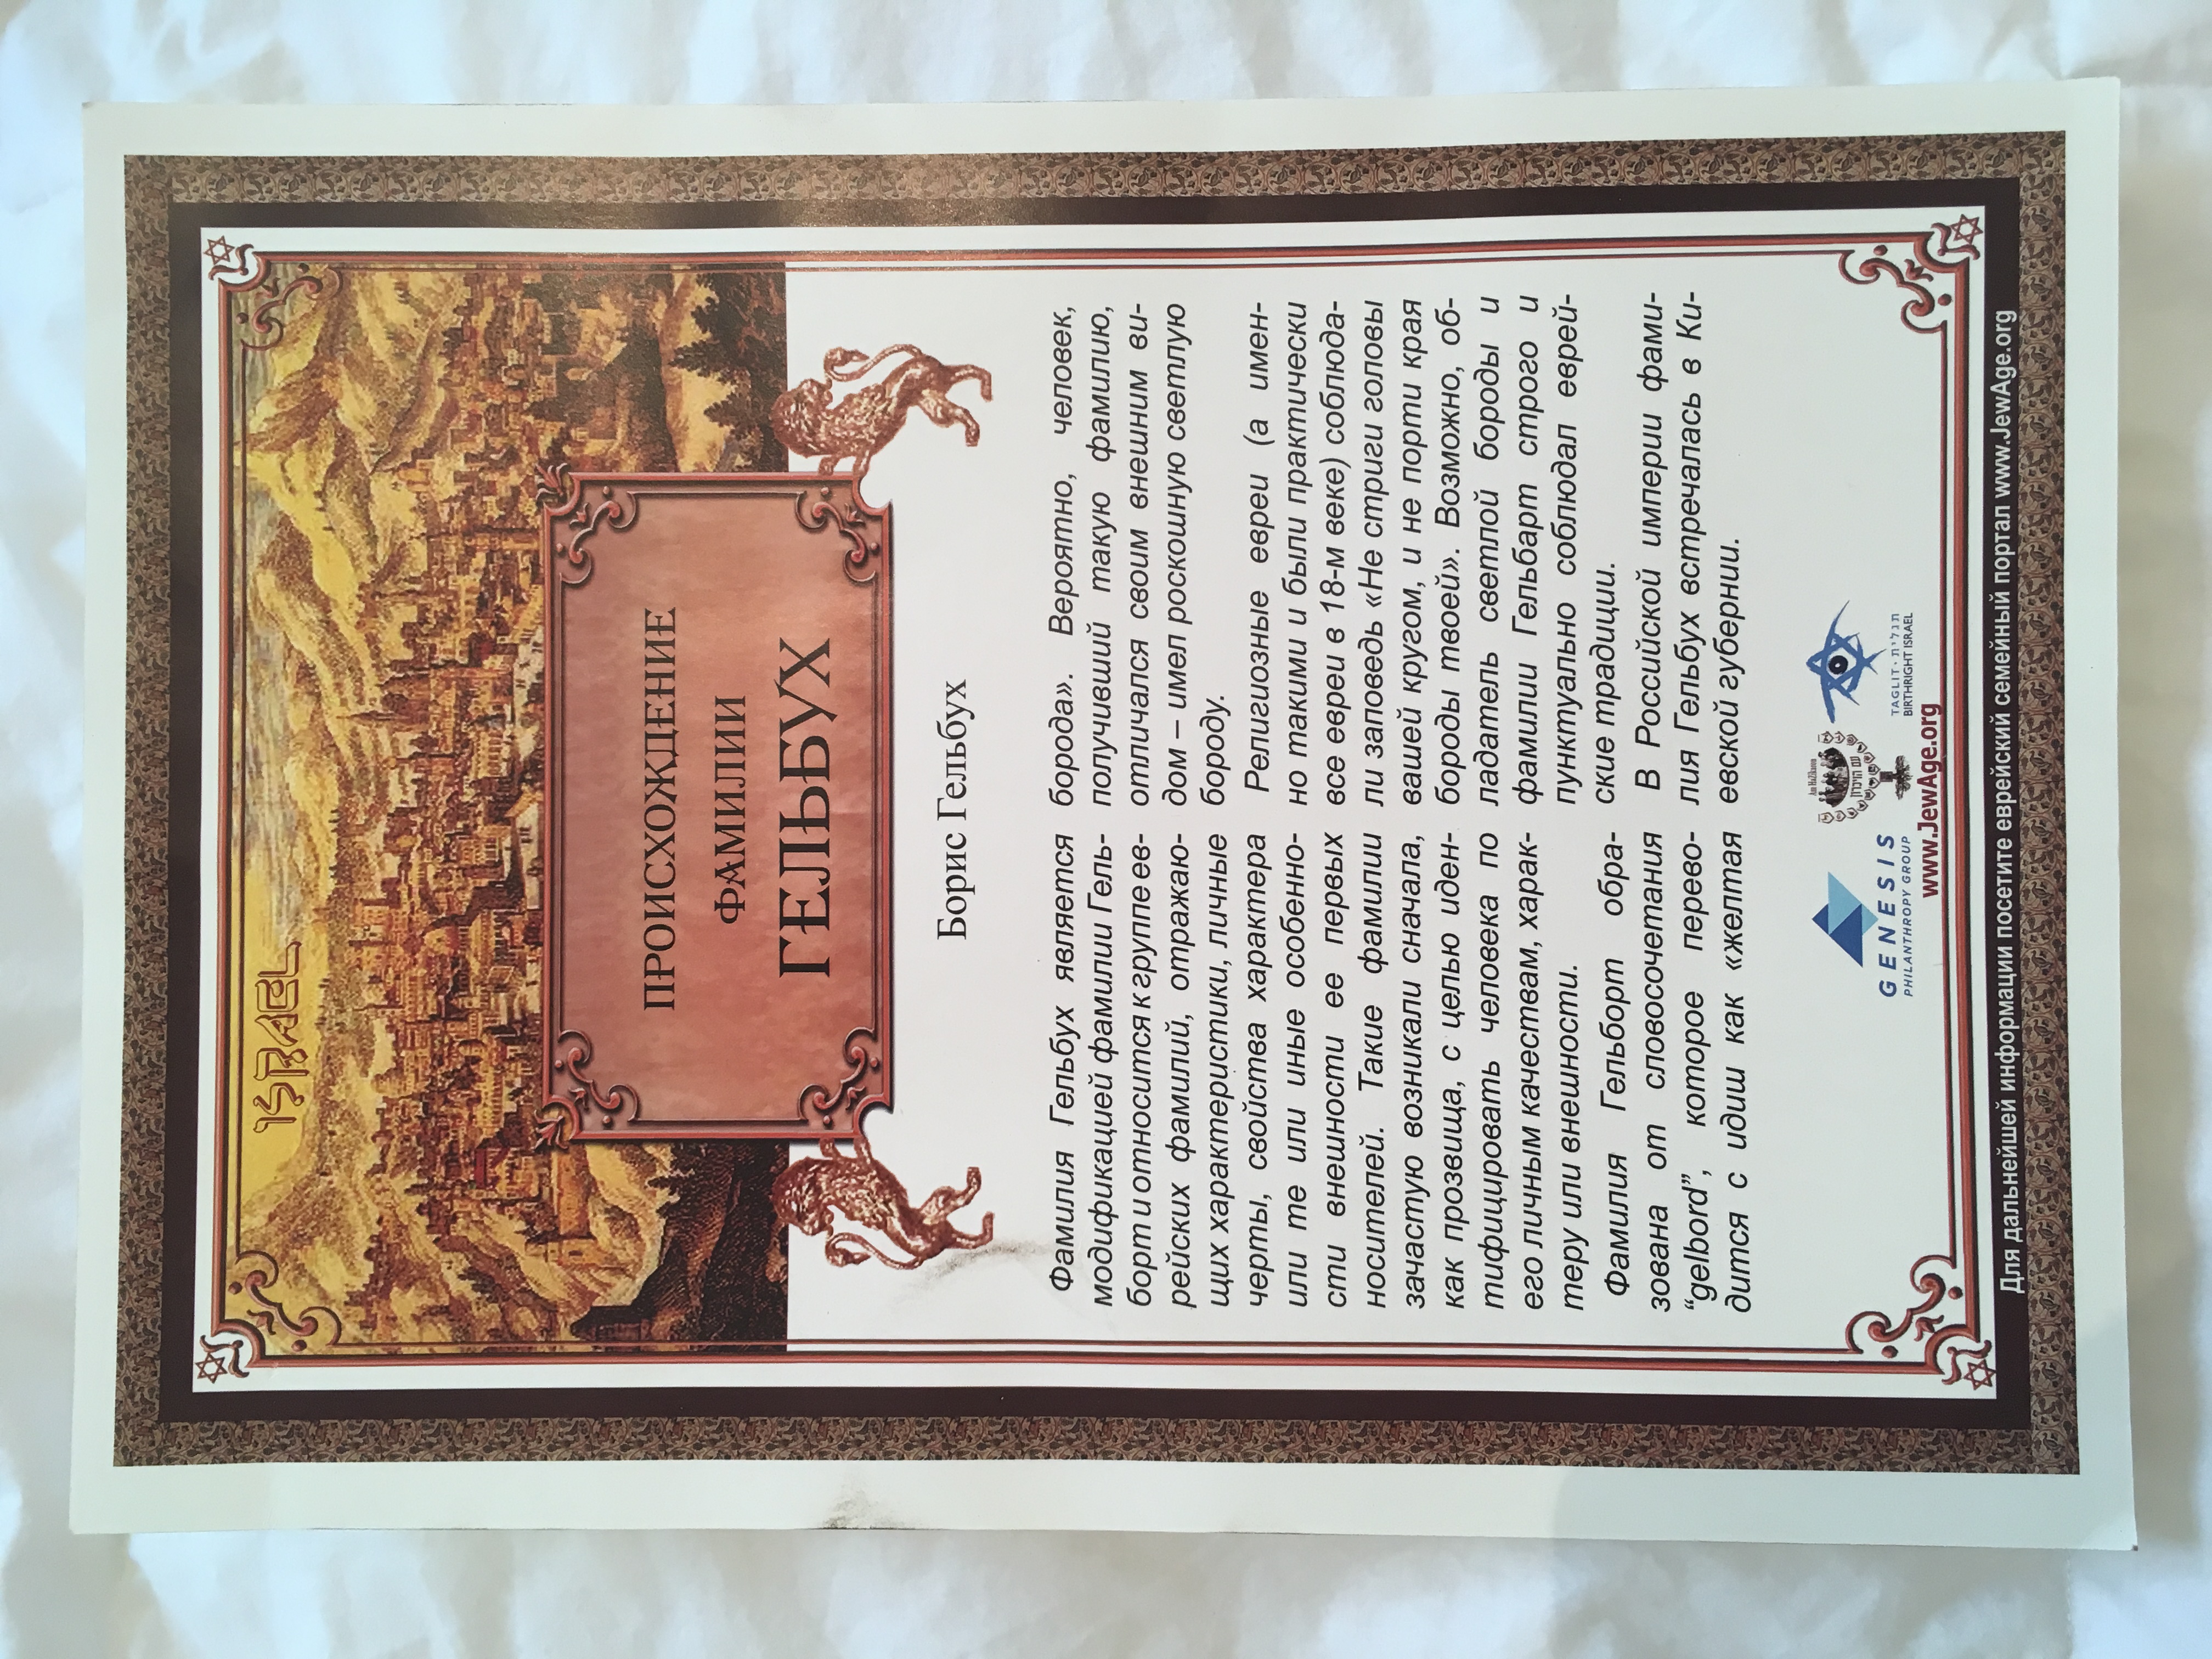 ISRAEL
ПРОИСХОЖДЕНИЕ
ФАМИЛИИ
ГЕЛЬБУХ
Борис Гельбух
Фамилия Гельбух является
модификацией фамилии Гель-
борт и относится к группе ев-
рейских фамилий, отражаю-
щих характеристики, личные
черты, свойства характера
или те или иные особенно-
сти внешности ее первых
носителей. Такие фамилии
зачастую возникали сначала,
как прозвища, с целью иден-
тифицировать человека по
его личным качествам, харак-
теру или внешности.
Фамилия Гельборт обра-
зована от словосочетания
“gelbord”, которое перево-
дится с идиш как «желтая
борода». Вероятно, человек,
получивший такую фамилию,
отличался своим внешним ви-
дом – имел роскошную светлую
бороду.
Религиозные евреи (а имен-
но такими и были практически
все евреи в 18-м веке) соблюда-
ли заповедь «Не стриги головы
вашей кругом, и не порти края
бороды твоей». Возможно, об-
ладатель светлой бороды и
фамилии Гельбарт строго и
пунктуально соблюдал еврей-
ские традиции.
В Российской империи фами-
лия Гельбух встречалась в Ки-
евской губернии.
GENESIS
PHILANTHROPY GROUP
Am HaZikaron
עם הזיכרון
תגלית
TAGLIT · BIRTHRIGHT ISRAEL
www.JewAge.org
Для дальнейшей информации посетите еврейский семейный портал www.JewAge.org